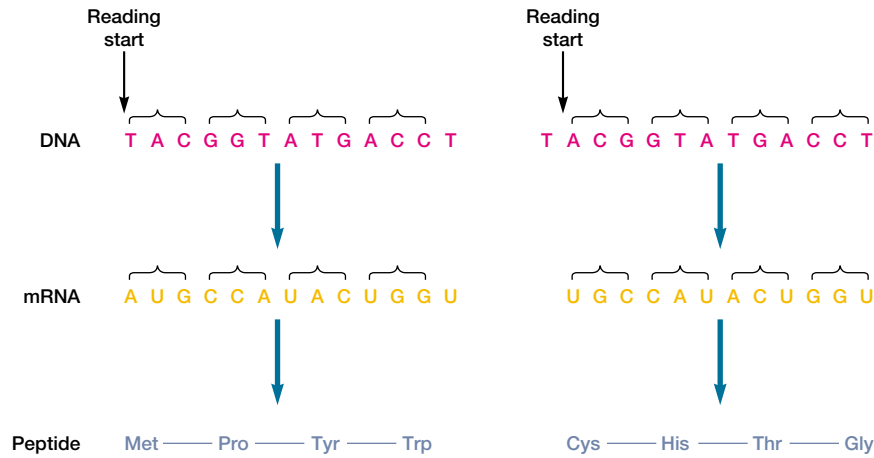 Reading start
Reading start
DNA T A C G G T A T G A C C T T A C G G T A T G A C C T
mRNA A U G C C A U A C U G G U U G C C A U A C U G G U
Peptide Met Pro Tyr Trp Cys His Thr Gly